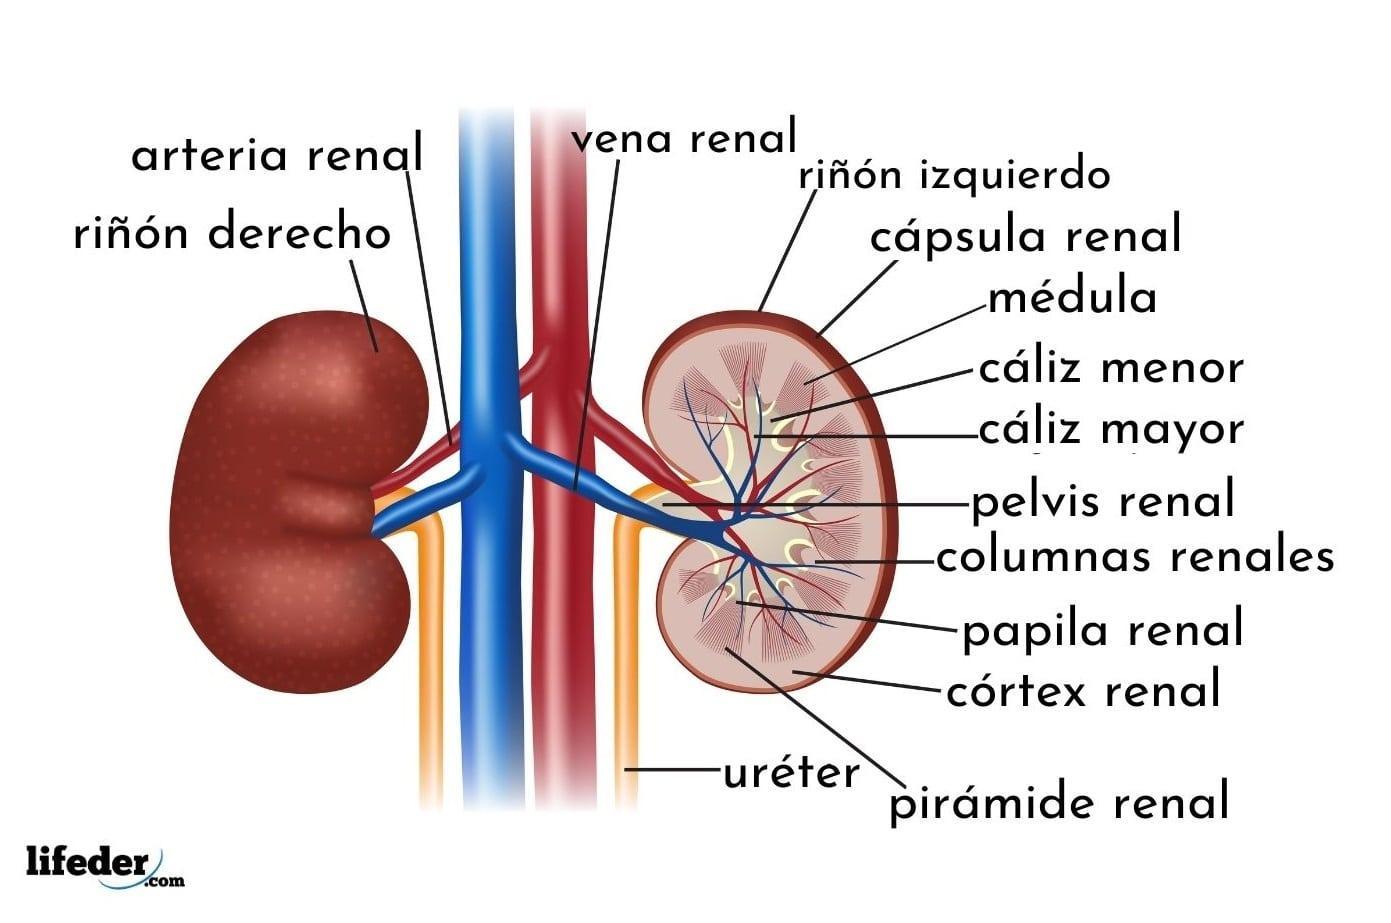 arteria renal
vena renal
riñón izquierdo
riñón derecho
cápsula renal
médula
cáliz menor
cáliz mayor
pelvis renal
columnas renales
papila renal
córtex renal
uréter
pirámide renal
lifeder
.com